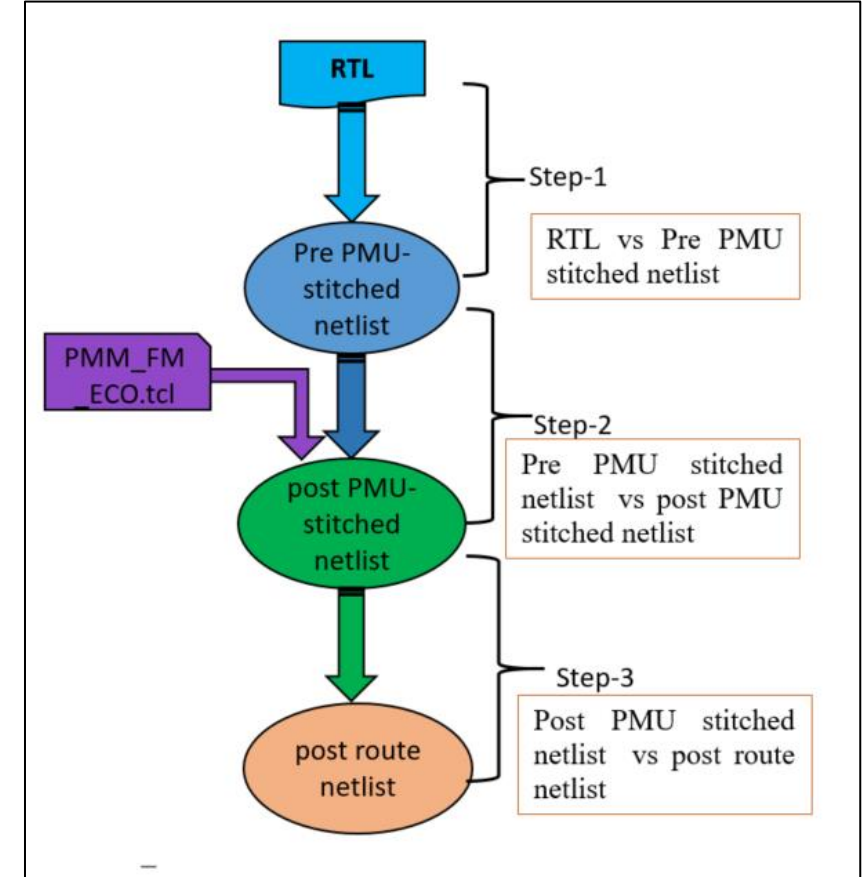 RTL
Step-1
RTL vs Pre PMU
stitched netlist
Pre PMU-
stitched
netlist
PMM_FM
_ECO.tcl
Step-2
Pre PMU stitched
netlist vs post PMU
stitched netlist
post PMU-
stitched
netlist
Step-3
Post PMU stitched
netlist vs post route
netlist
post route
netlist